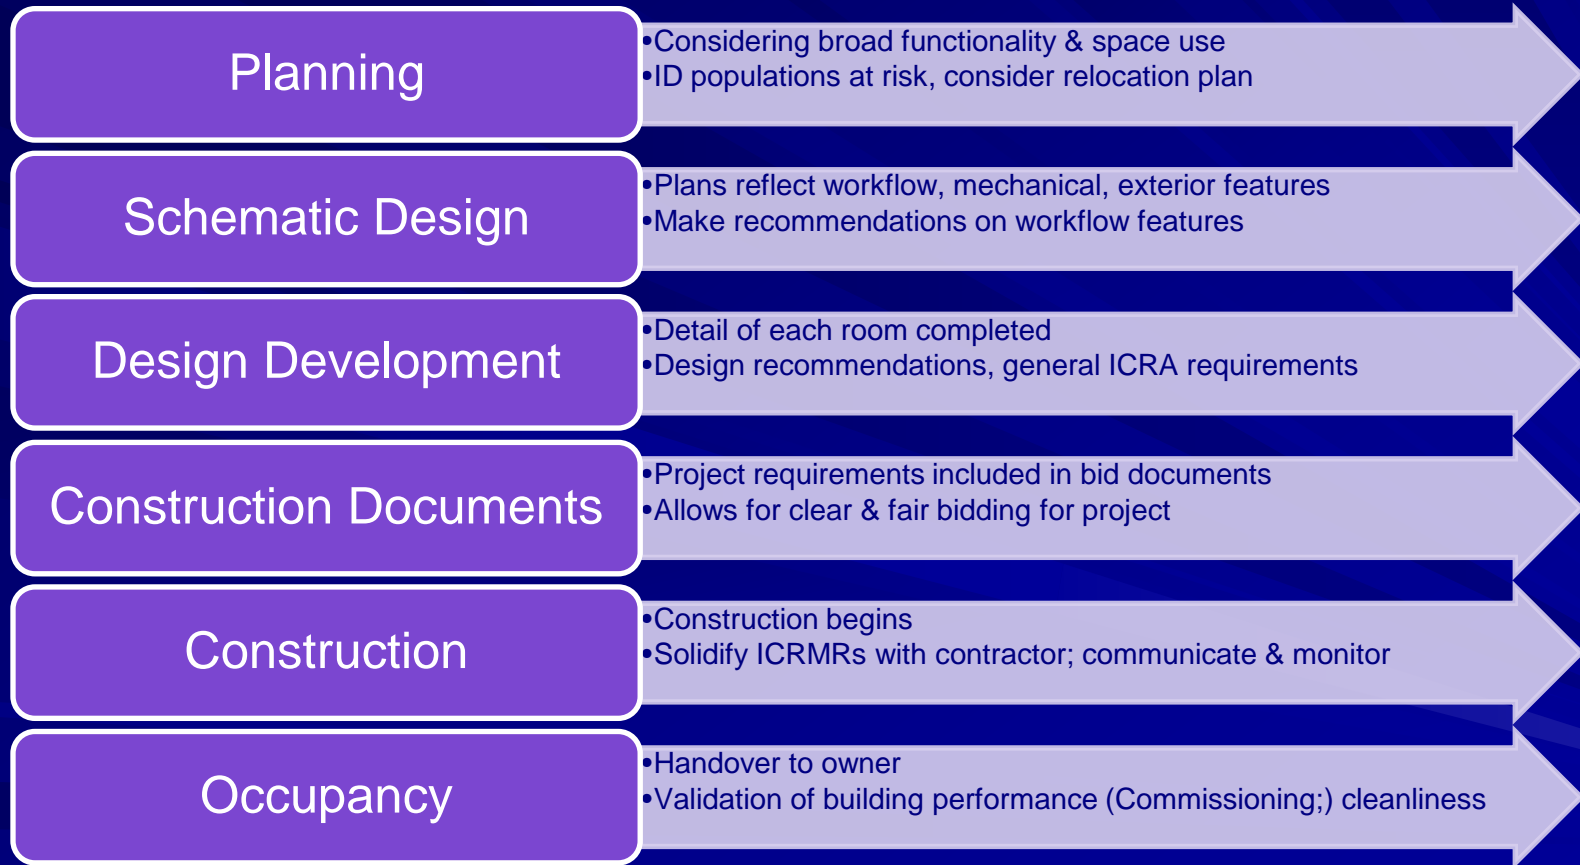 Planning
•Considering broad functionality & space use
•ID populations at risk, consider relocation plan
Schematic Design
•Plans reflect workflow, mechanical, exterior features
•Make recommendations on workflow features
Design Development
•Detail of each room completed
•Design recommendations, general ICRA requirements
Construction Documents
•Project requirements included in bid documents
•Allows for clear & fair bidding for project
Construction
•Construction begins
•Solidify ICRMRs with contractor; communicate & monitor
Occupancy
•Handover to owner
•Validation of building performance (Commissioning;) cleanliness